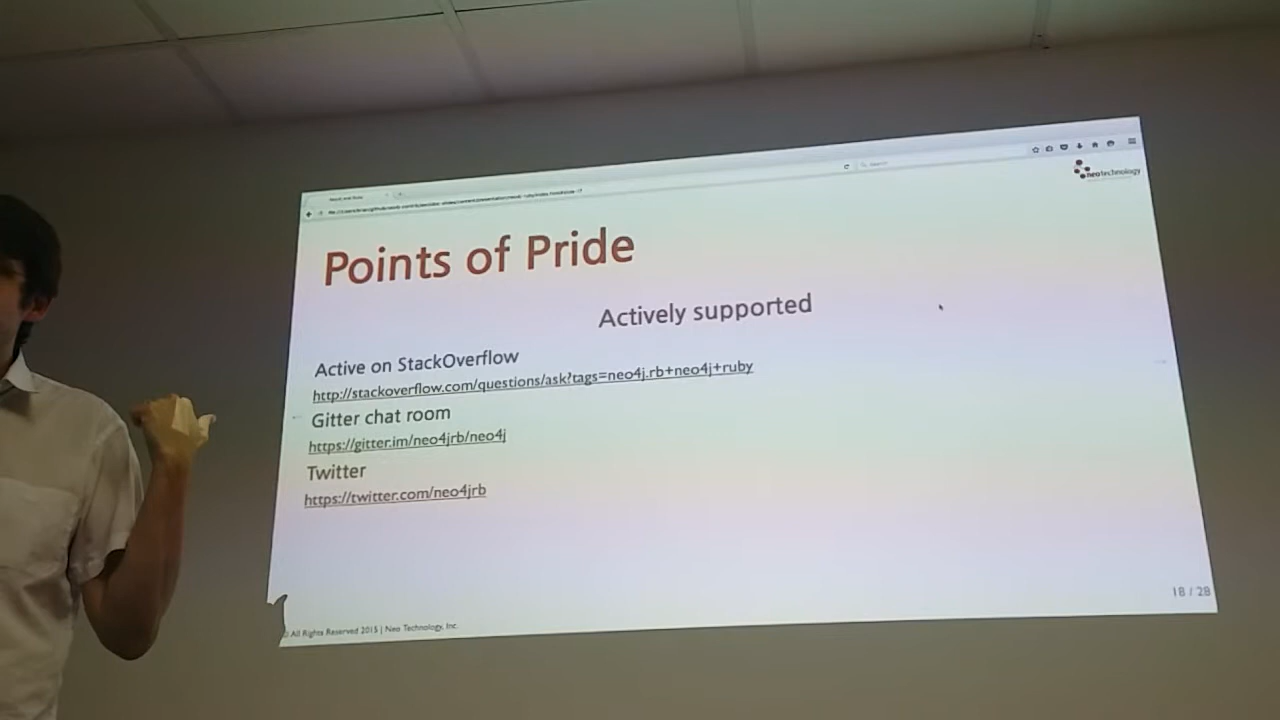 Search
neotechnology
Points of Pride
Actively supported
Active on StackOverflow
http://stackoverflow.com/questions/ask?tags=neo4j.rb+neo4j+ruby
Gitter chat room
https://gitter.im/neo4jrb/neo4j
Twitter
https://twitter.com/neo4jrb
18 / 28
© All Rights Reserved 2015 | Neo Technology, Inc.